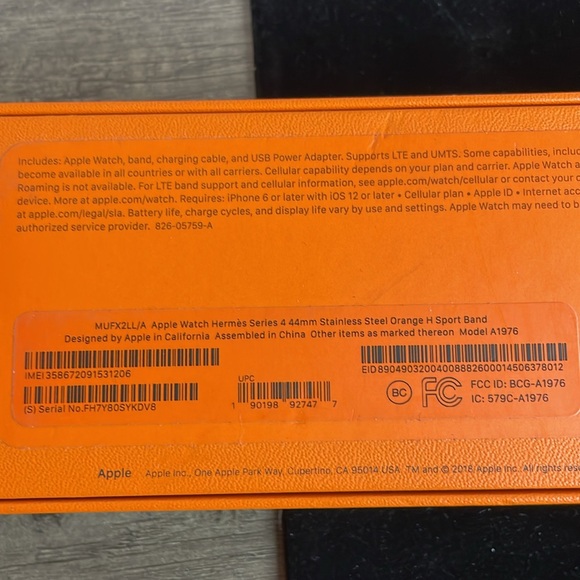 Includes: Apple Watch, band, charging cable, and USB Power Adapter. Supports LTE and UMTS. Some capabilities, includ
become available in all countries or with all carriers. Cellular capability depends on your plan and carrier. Apple Watch a
Roaming is not available. For LTE band support and cellular information, see apple.com/watch/cellular or contact your c
device. More at apple.com/watch. Requires: iPhone 6 or later with iOS 12 or later • Cellular plan • Apple ID • Internet acce
at apple.com/legal/sla. Battery life, charge cycles, and display life vary by use and settings. Apple Watch may need to b
authorized service provider. 826-05759-A
MUFX2LL/A Apple Watch Hermès Series 4 44mm Stainless Steel Orange H Sport Band
Designed by Apple in California Assembled in China Other items as marked thereon Model A1976
IMEI 358672091531206
EID 89049032004008882600014506378012
(S) Serial No. FH7Y80SYKDV8
UPC
1 90198 92747 7
BC
FC
FCC ID: BCG-A1976
IC: 579C-A1976
Apple Apple Inc., One Apple Park Way, Cupertino, CA 95014 USA TM and © 2018 Apple Inc. All rights rese